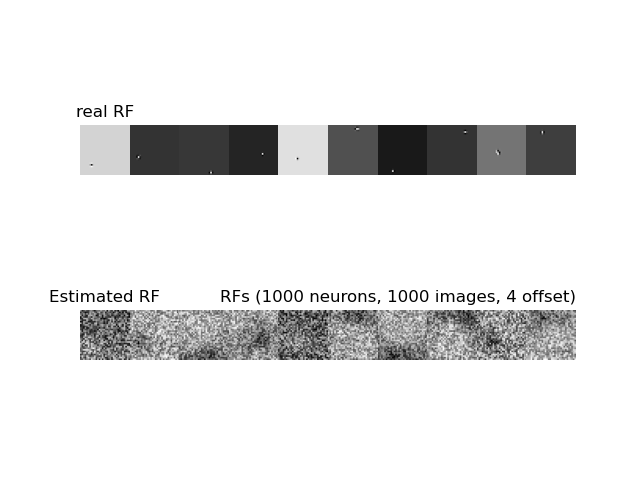 real RF
Estimated RF
RFs (1000 neurons, 1000 images, 4 offset)